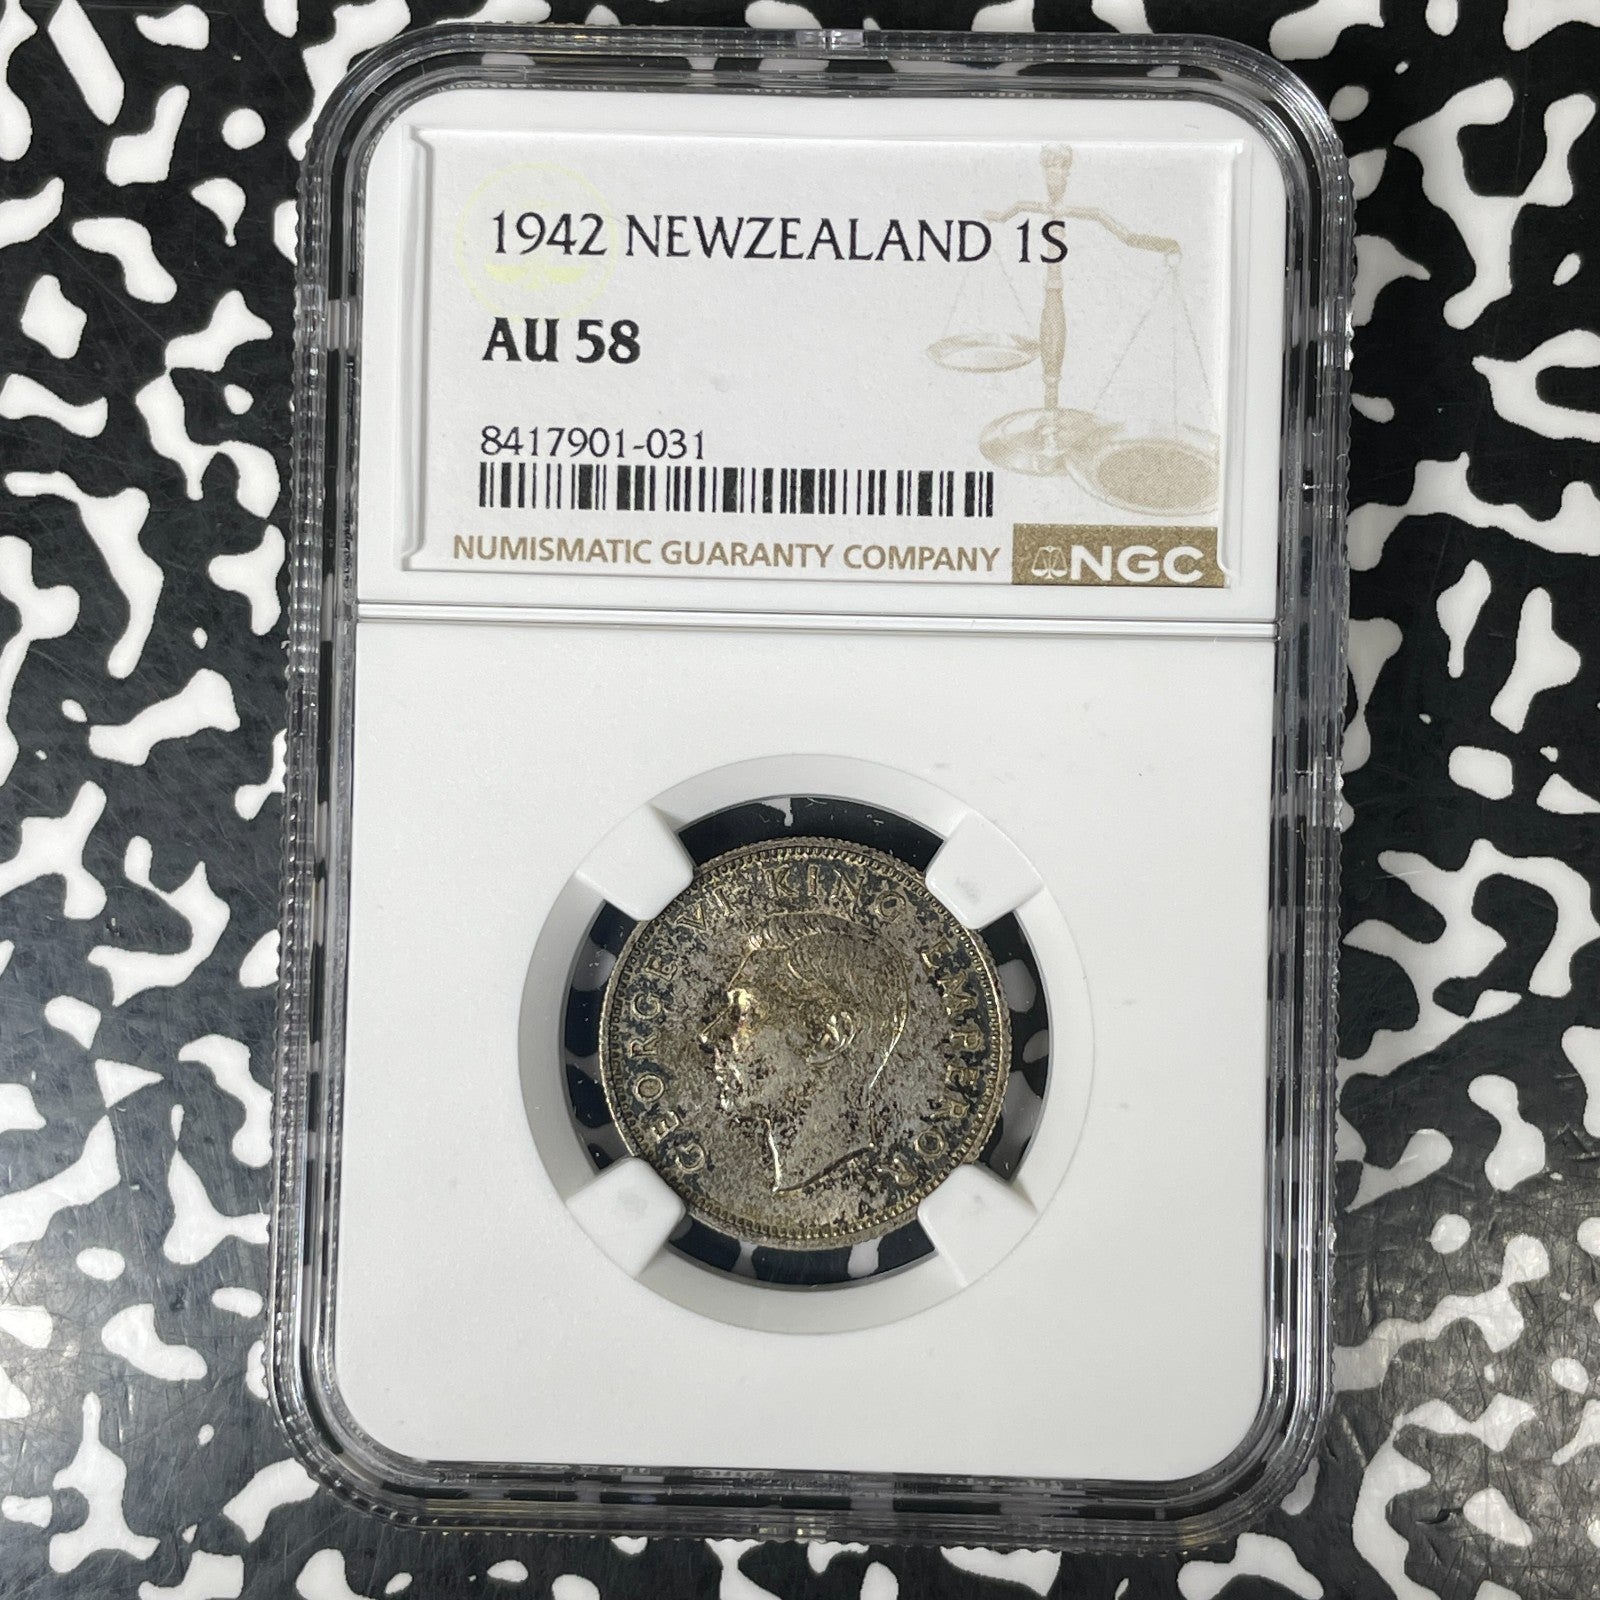 1942 NEWZEALAND 1S
AU 58
8417901-031
NUMISMATIC GUARANTY COMPANY NGC
GEORGE VI KING EMPEROR